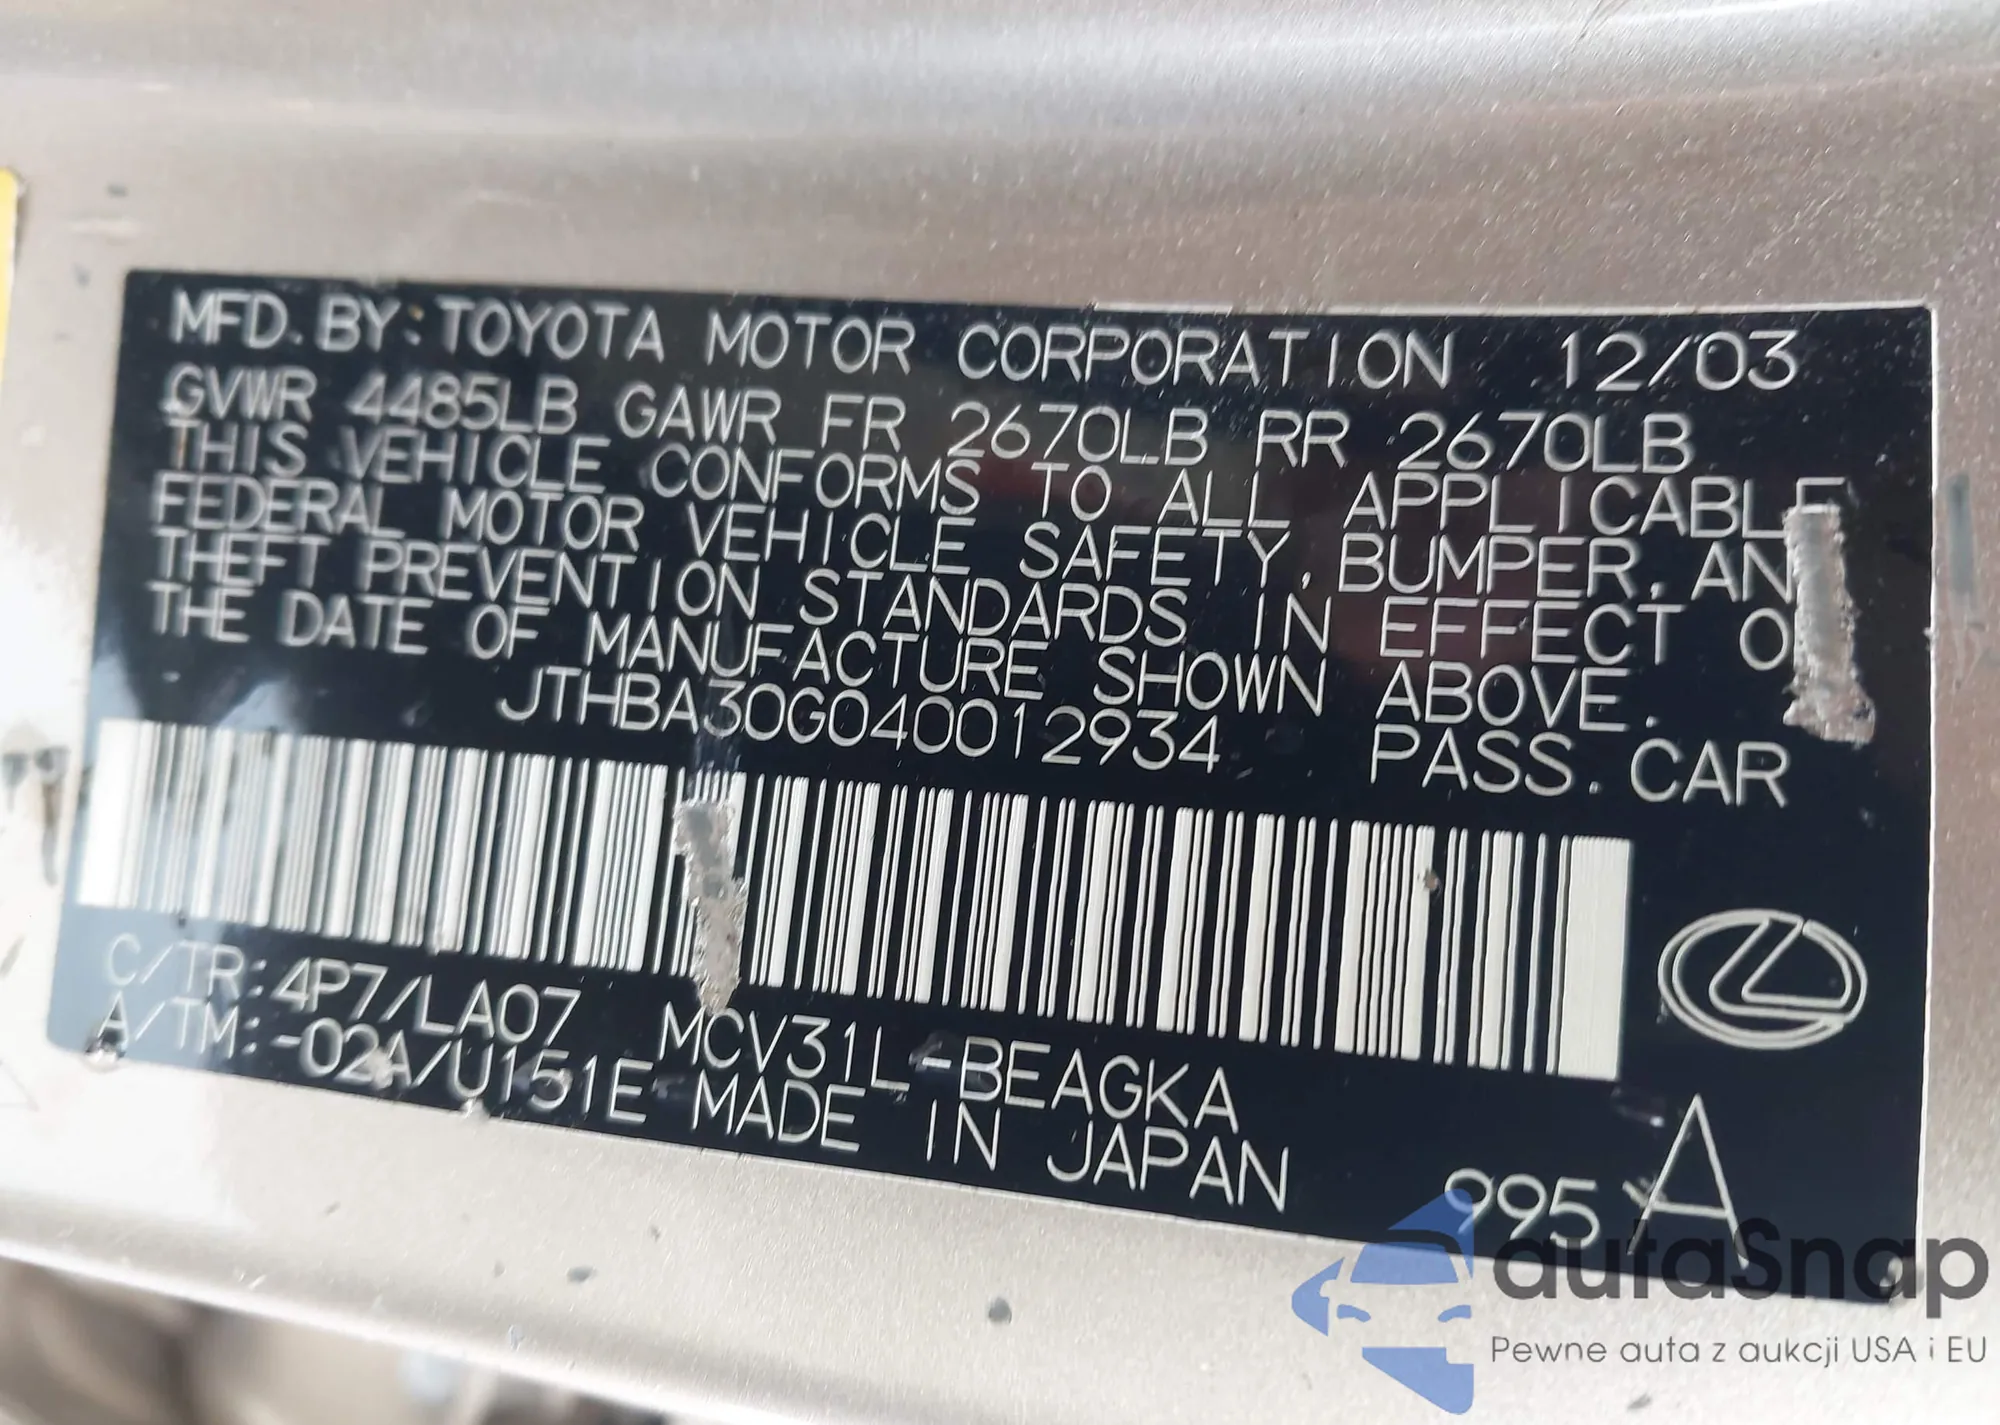 MFD. BY: TOYOTA MOTOR CORPORATION 12/03
GVWR 4485LB GAWR FR 2670LB RR 2670LB
THIS VEHICLE CONFORMS TO ALL APPLICABLE
FEDERAL MOTOR VEHICLE SAFETY, BUMPER, AN
THEFT PREVENTION STANDARDS IN EFFECT O
THE DATE OF MANUFACTURE SHOWN ABOVE.
JTHBA30G040012934 PASS. CAR
C/TR: 4P7/LA07 MCV31L-BEAGKA
A/TM: -02A/U151E MADE IN JAPAN 995 A
autaSnap
Pewne auta z aukcji USA i EU